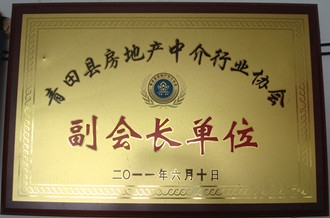 青田县房地产中介行业协会
副会长单位
二〇一一年六月十日